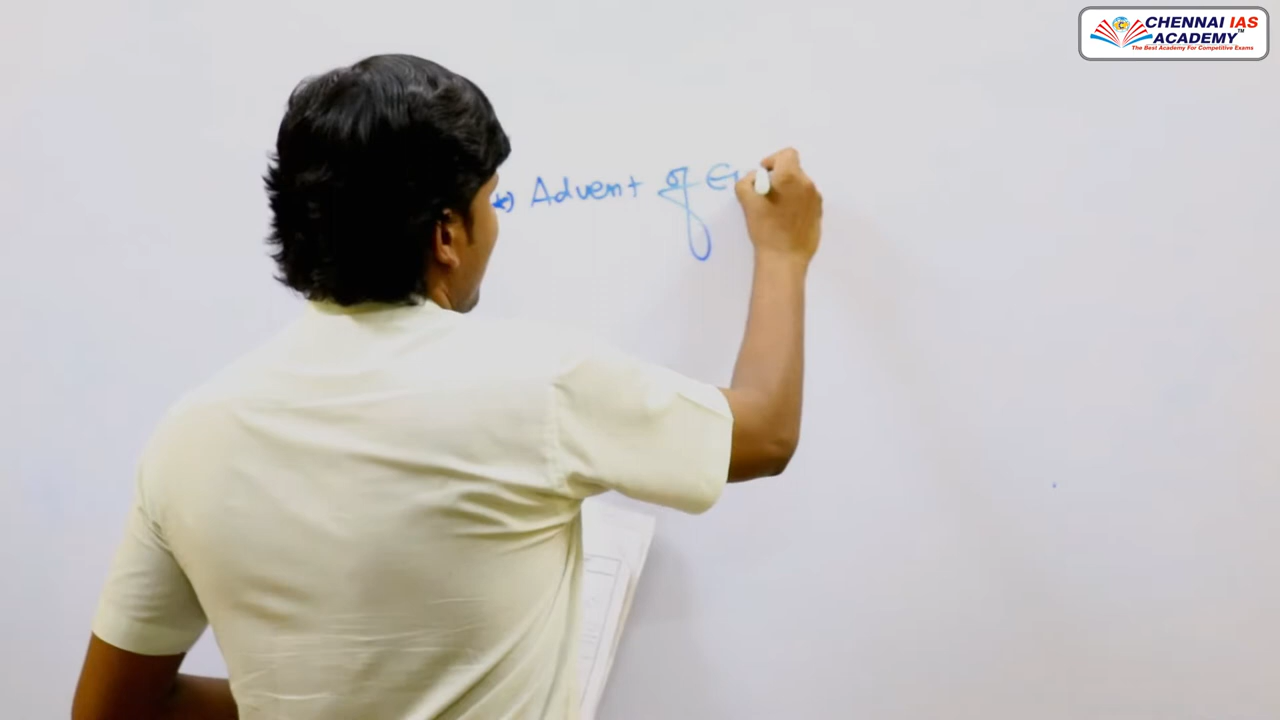 CHENNAI IAS
ACADEMY™
The Best Academy For Competitive Exams
*) Advent of